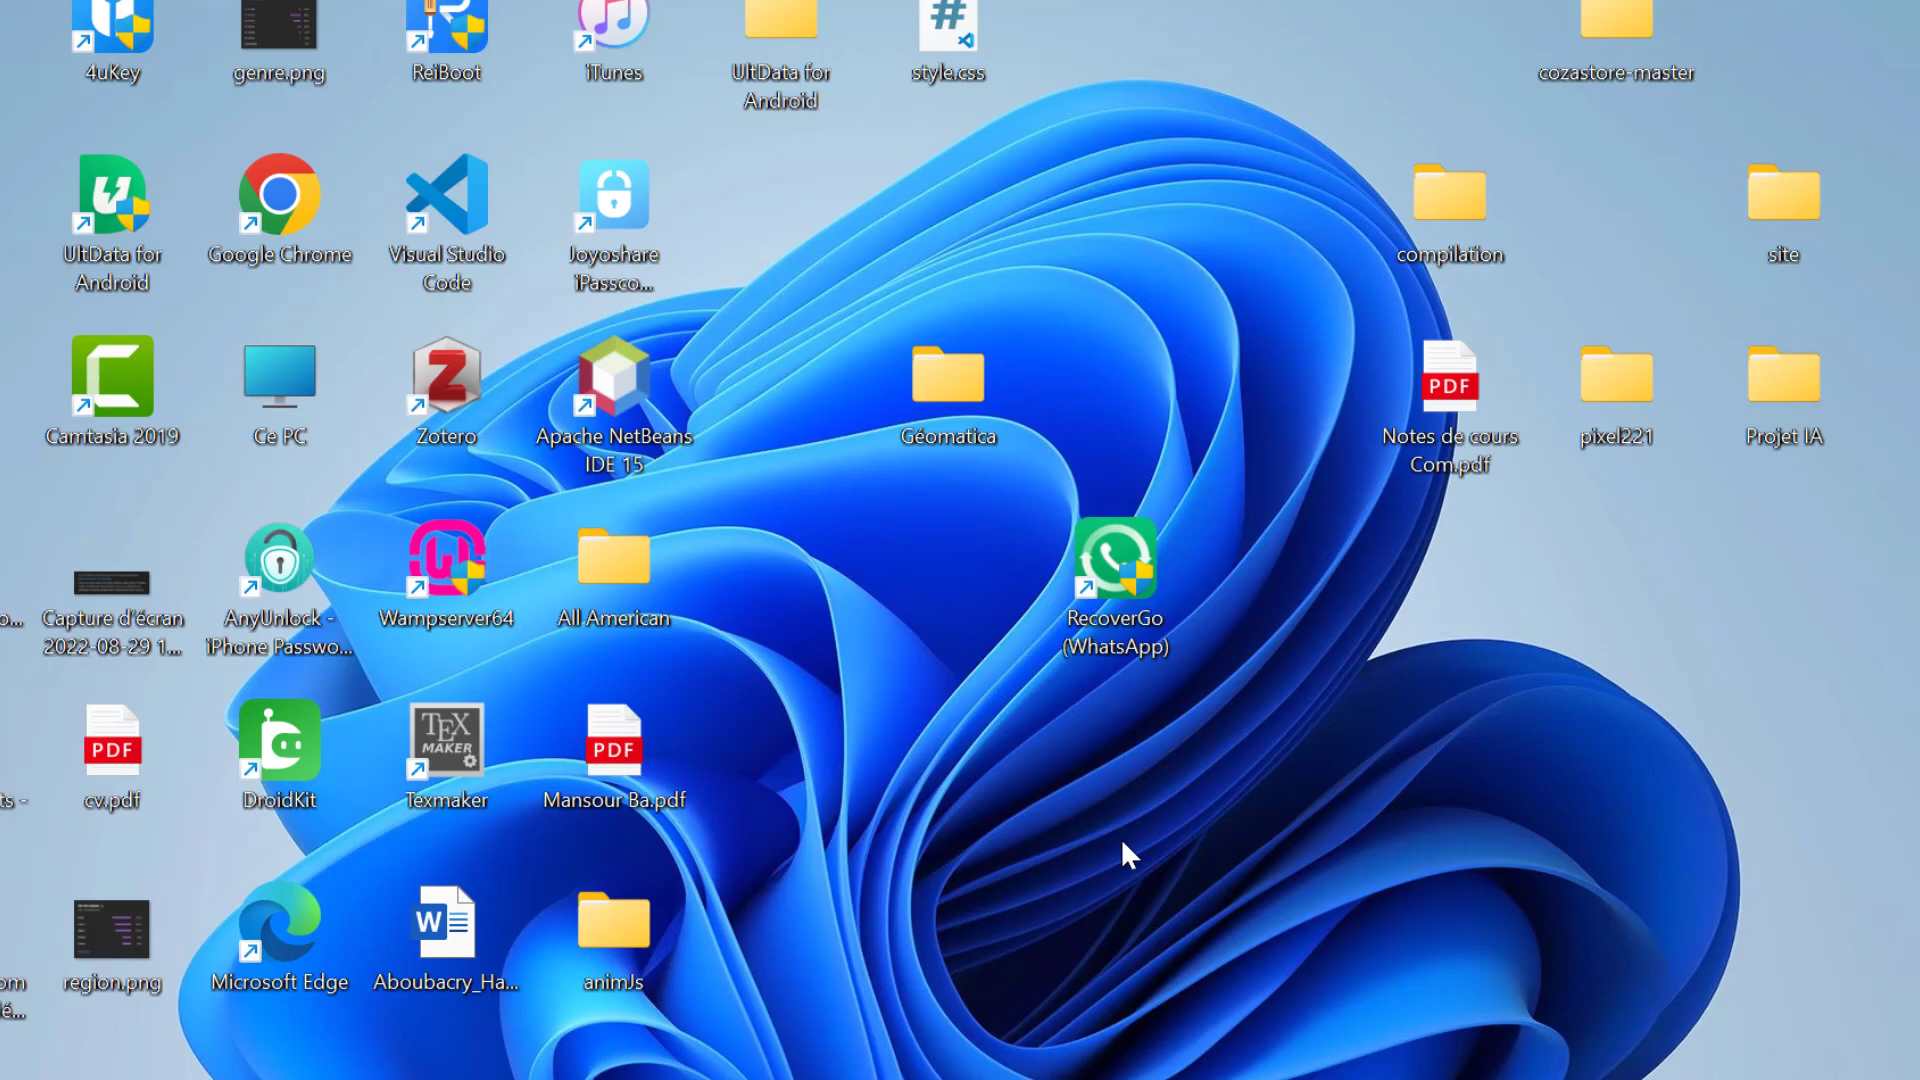 4uKey
genre.png
ReiBoot
iTunes
UltData for
Android
style.css
cozastore-master
UltData for
Android
Google Chrome
Visual Studio
Code
Joyoshare
iPassco...
compilation
site
Camtasia 2019
Ce PC
Zotero
Apache NetBeans
IDE 15
Géomatica
PDF
Notes de cours
Com.pdf
pixel221
Projet IA
o...
Capture d'écran
2022-08-29 1...
AnyUnlock -
iPhone Passwo...
Wampserver64
All American
RecoverGo
(WhatsApp)
ts -
PDF
cv.pdf
DroidKit
TEX
MAKER
Texmaker
PDF
Mansour Ba.pdf
om
é...
region.png
Microsoft Edge
W
Aboubacry_Ha...
animJs